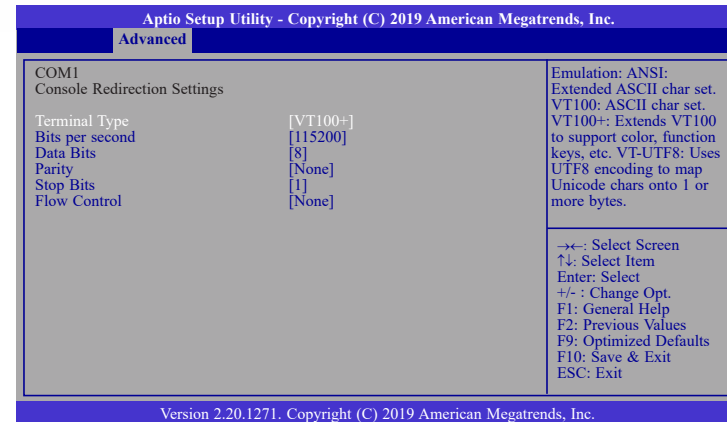 Aptio Setup Utility - Copyright (C) 2019 American Megatrends, Inc.
Advanced
COM1
Console Redirection Settings
Terminal Type [VT100+]
Bits per second [115200]
Data Bits [8]
Parity [None]
Stop Bits [1]
Flow Control [None]
Emulation: ANSI:
Extended ASCII char set.
VT100: ASCII char set.
VT100+: Extends VT100
to support color, function
keys, etc. VT-UTF8: Uses
UTF8 encoding to map
Unicode chars onto 1 or
more bytes.
→←: Select Screen
↑↓: Select Item
Enter: Select
+/- : Change Opt.
F1: General Help
F2: Previous Values
F9: Optimized Defaults
F10: Save & Exit
ESC: Exit
Version 2.20.1271. Copyright (C) 2019 American Megatrends, Inc.